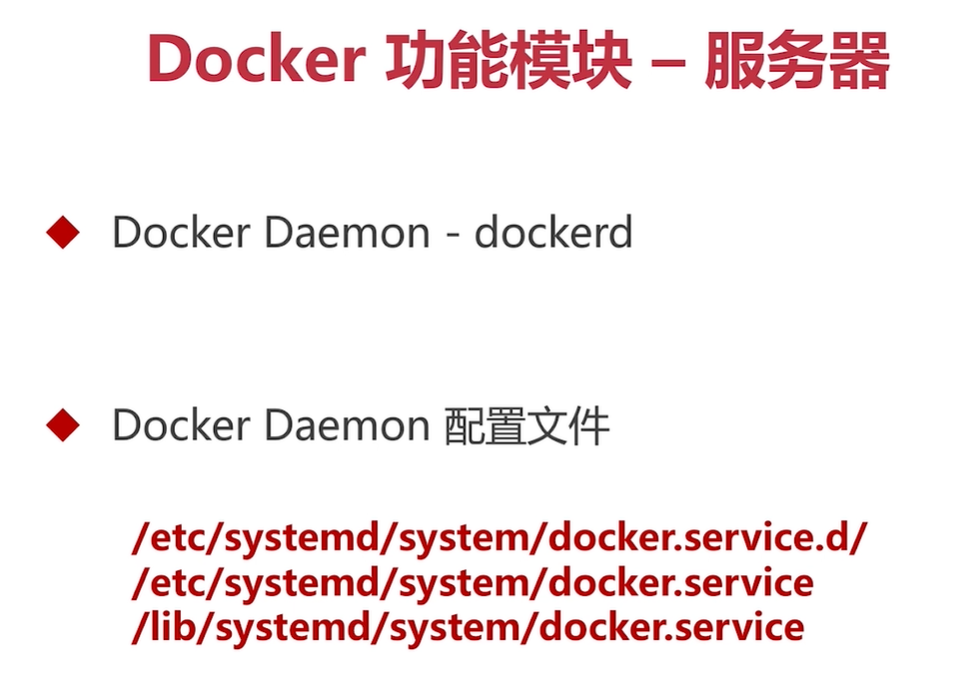 Docker 功能模块 – 服务器
Docker Daemon - dockerd
Docker Daemon 配置文件
/etc/systemd/system/docker.service.d/
/etc/systemd/system/docker.service
/lib/systemd/system/docker.service